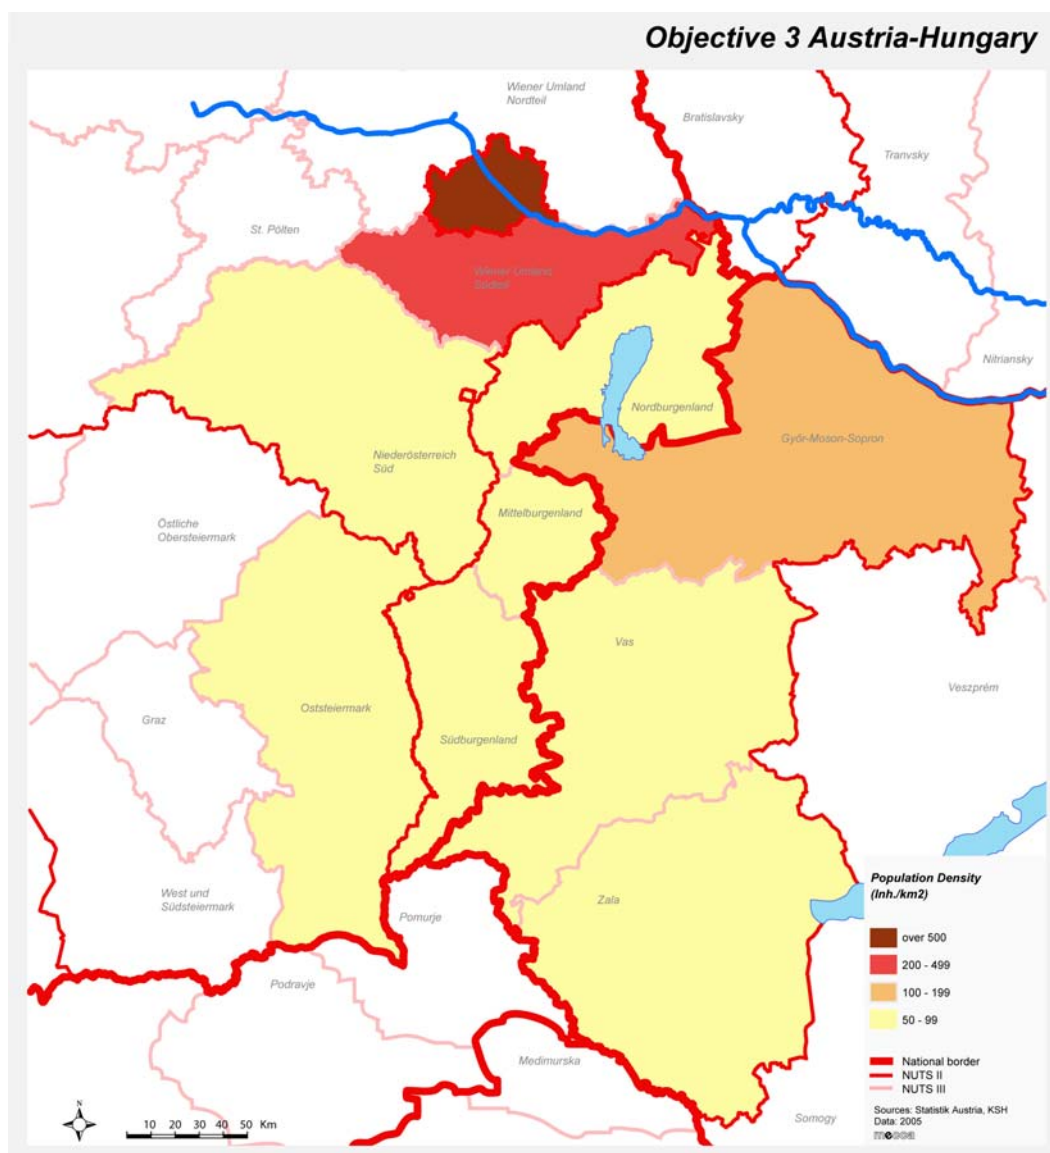 Objective 3 Austria-Hungary
Wiener Umland
Nordteil
Bratislavsky
Tranvsky
St. Pölten
Wiener Umland
Südteil
Nitriansky
Nordburgenland
Győr-Moson-Sopron
Niederösterreich
Süd
Mittelburgenland
Östliche
Obersteiermark
Vas
Veszprém
Oststeiermark
Graz
Südburgenland
West und
Südsteiermark
Pomurje
Zala
Podravje
Medimurska
Somogy
Population Density
(Inh./km2)
over 500
200 - 499
100 - 199
50 - 99
National border
NUTS II
NUTS III
Sources: Statistik Austria, KSH
Data: 2005
mecca
N
10 20 30 40 50 Km